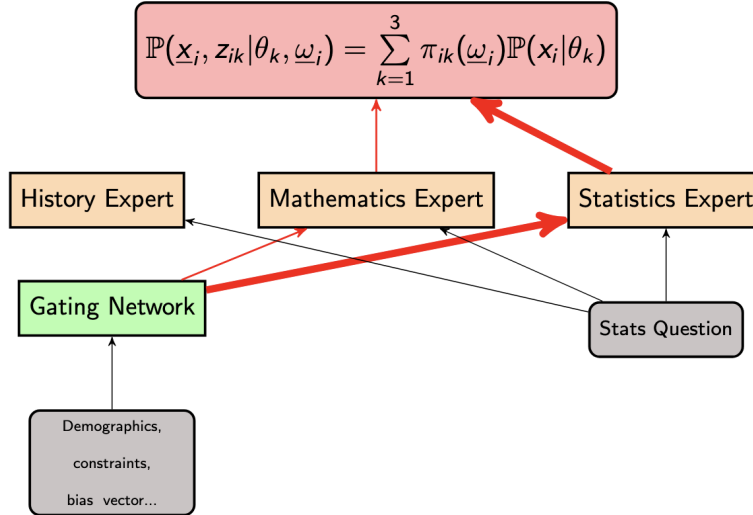 ℙ(x̲ᵢ, zᵢₖ|θₖ, ω̲ᵢ) = ∑ₖ₌₁³ πᵢₖ(ω̲ᵢ)ℙ(xᵢ|θₖ)
History Expert
Mathematics Expert
Statistics Expert
Gating Network
Stats Question
Demographics,
constraints,
bias vector...